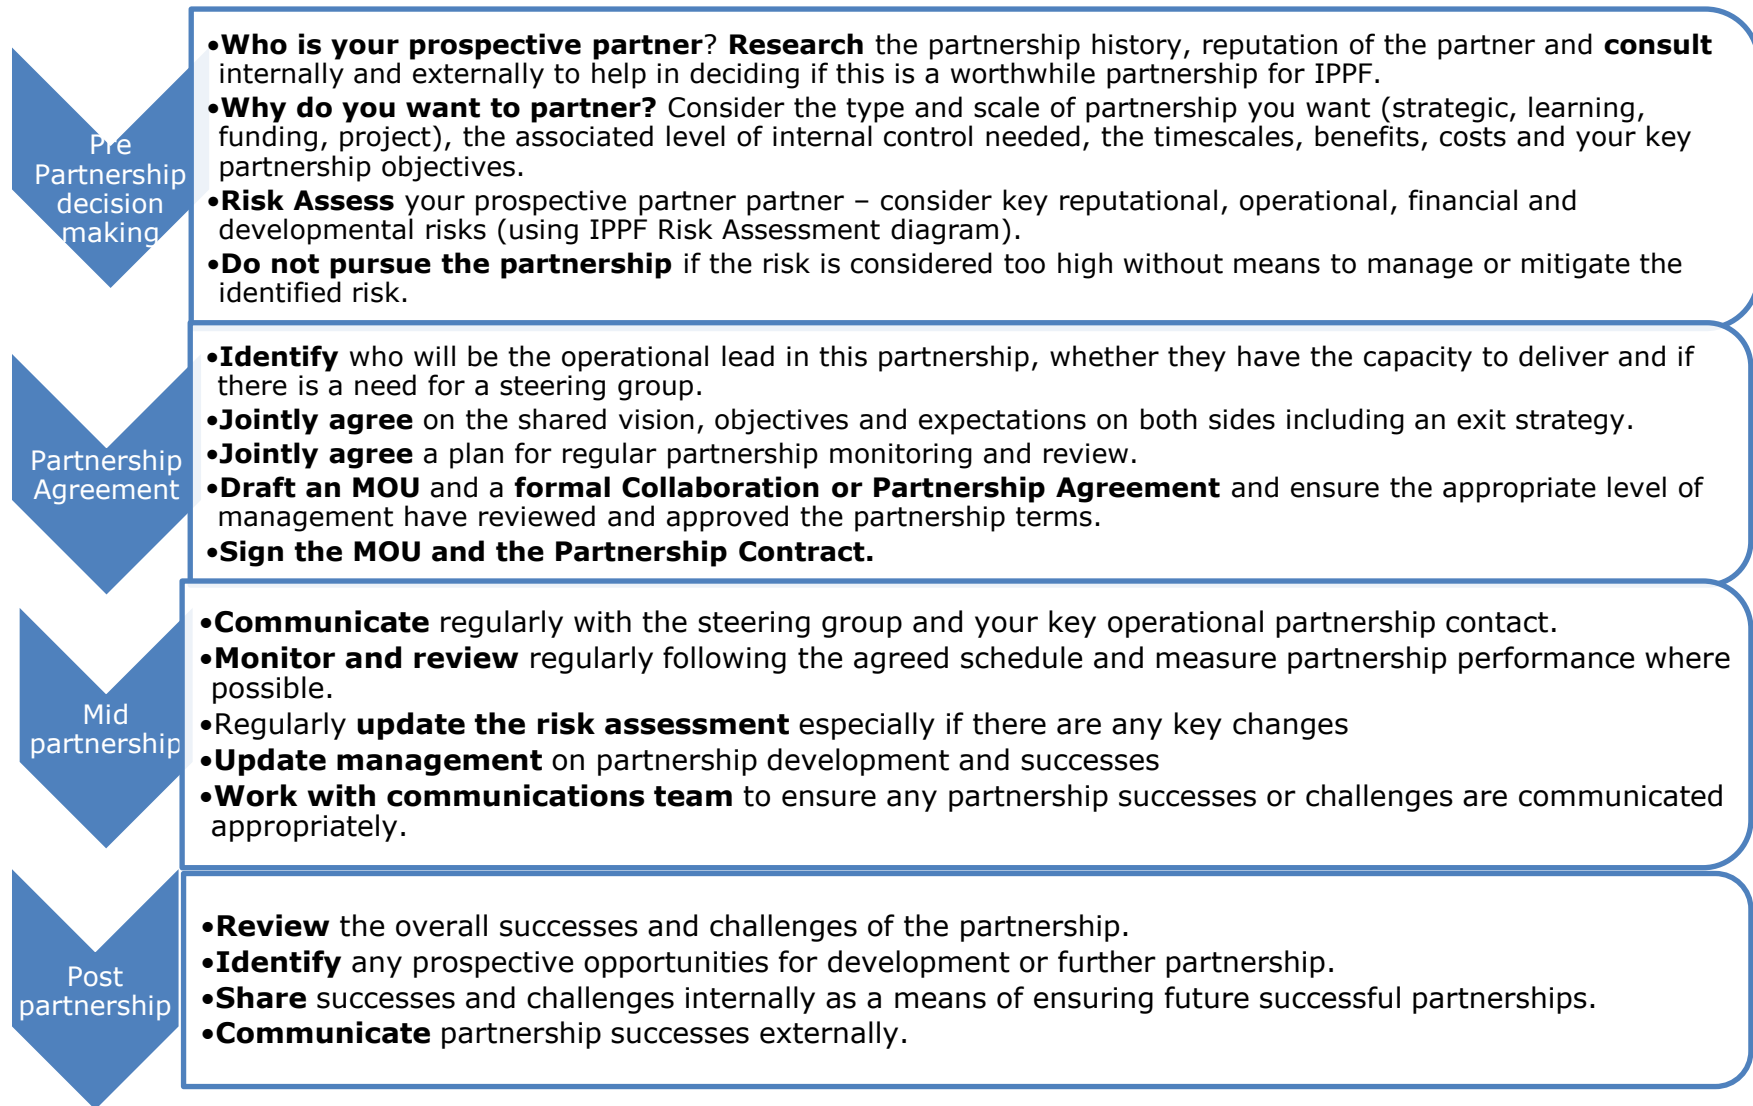 Pre
Partnership
decision
making
•Who is your prospective partner? Research the partnership history, reputation of the partner and consult
internally and externally to help in deciding if this is a worthwhile partnership for IPPF.
•Why do you want to partner? Consider the type and scale of partnership you want (strategic, learning,
funding, project), the associated level of internal control needed, the timescales, benefits, costs and your key
partnership objectives.
•Risk Assess your prospective partner partner – consider key reputational, operational, financial and
developmental risks (using IPPF Risk Assessment diagram).
•Do not pursue the partnership if the risk is considered too high without means to manage or mitigate the
identified risk.
Partnership
Agreement
•Identify who will be the operational lead in this partnership, whether they have the capacity to deliver and if
there is a need for a steering group.
•Jointly agree on the shared vision, objectives and expectations on both sides including an exit strategy.
•Jointly agree a plan for regular partnership monitoring and review.
•Draft an MOU and a formal Collaboration or Partnership Agreement and ensure the appropriate level of
management have reviewed and approved the partnership terms.
•Sign the MOU and the Partnership Contract.
Mid
partnership
•Communicate regularly with the steering group and your key operational partnership contact.
•Monitor and review regularly following the agreed schedule and measure partnership performance where
possible.
•Regularly update the risk assessment especially if there are any key changes
•Update management on partnership development and successes
•Work with communications team to ensure any partnership successes or challenges are communicated
appropriately.
Post
partnership
•Review the overall successes and challenges of the partnership.
•Identify any prospective opportunities for development or further partnership.
•Share successes and challenges internally as a means of ensuring future successful partnerships.
•Communicate partnership successes externally.